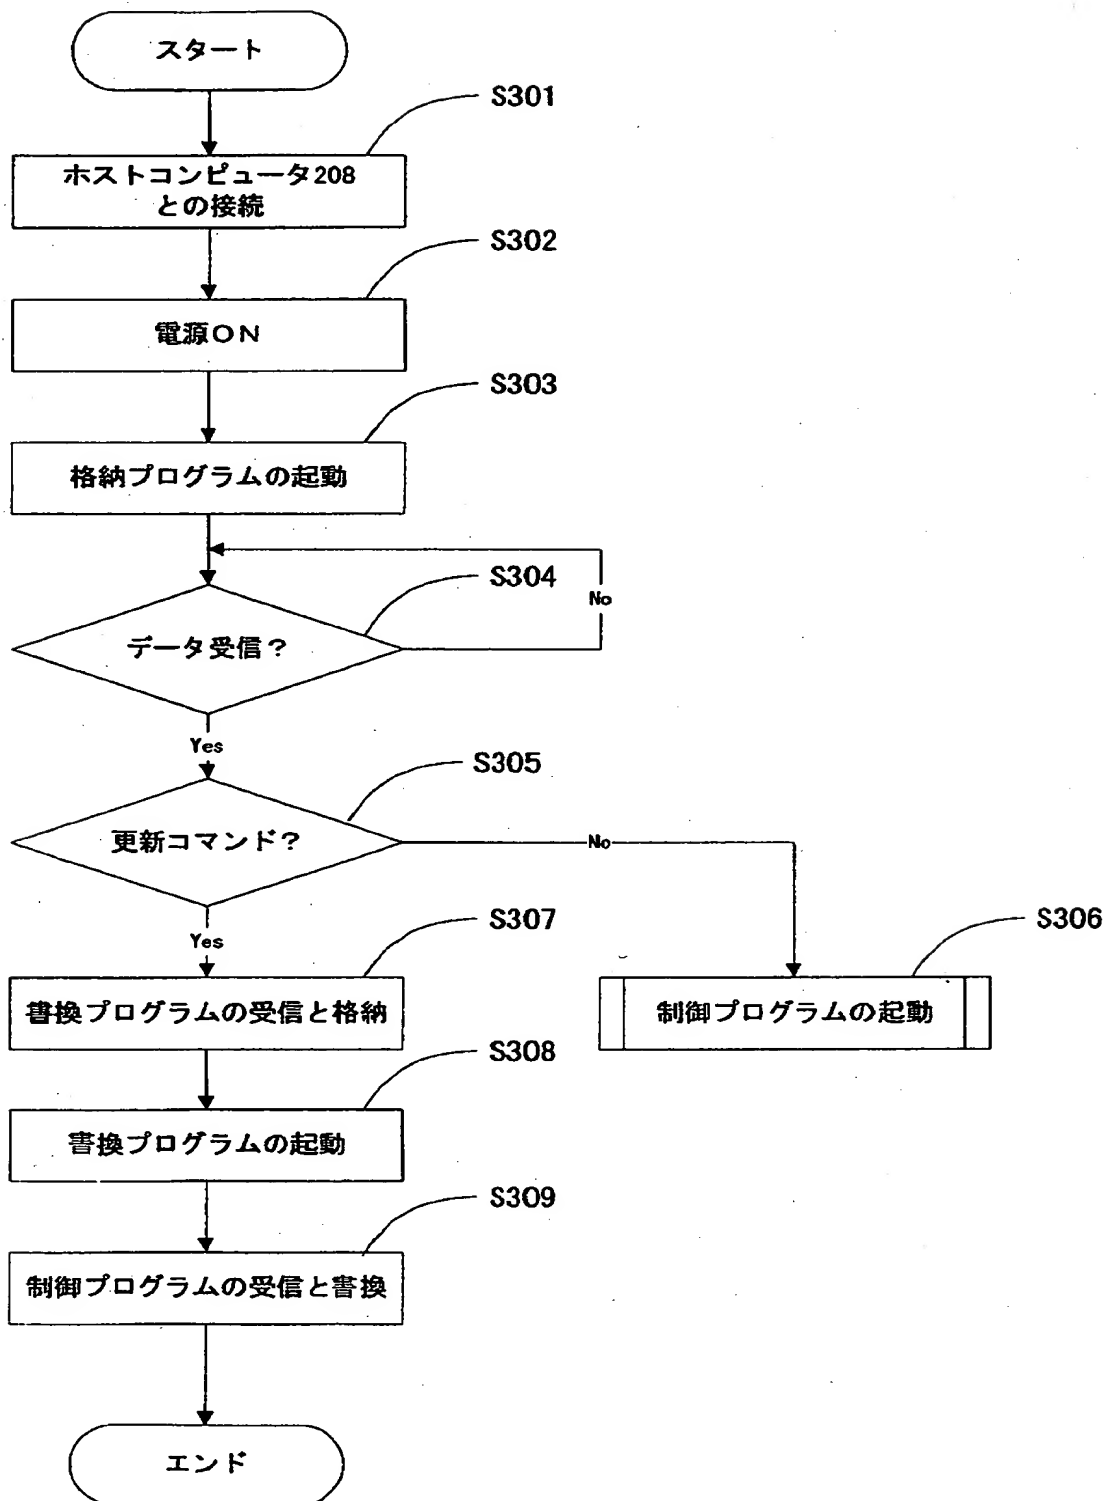 スタート
S301
ホストコンピュータ208
との接続
S302
電源ON
S303
格納プログラムの起動
S304
No
データ受信?
Yes
S305
更新コマンド?
No
Yes
S307
S306
書換プログラムの受信と格納
制御プログラムの起動
S308
書換プログラムの起動
S309
制御プログラムの受信と書換
エンド